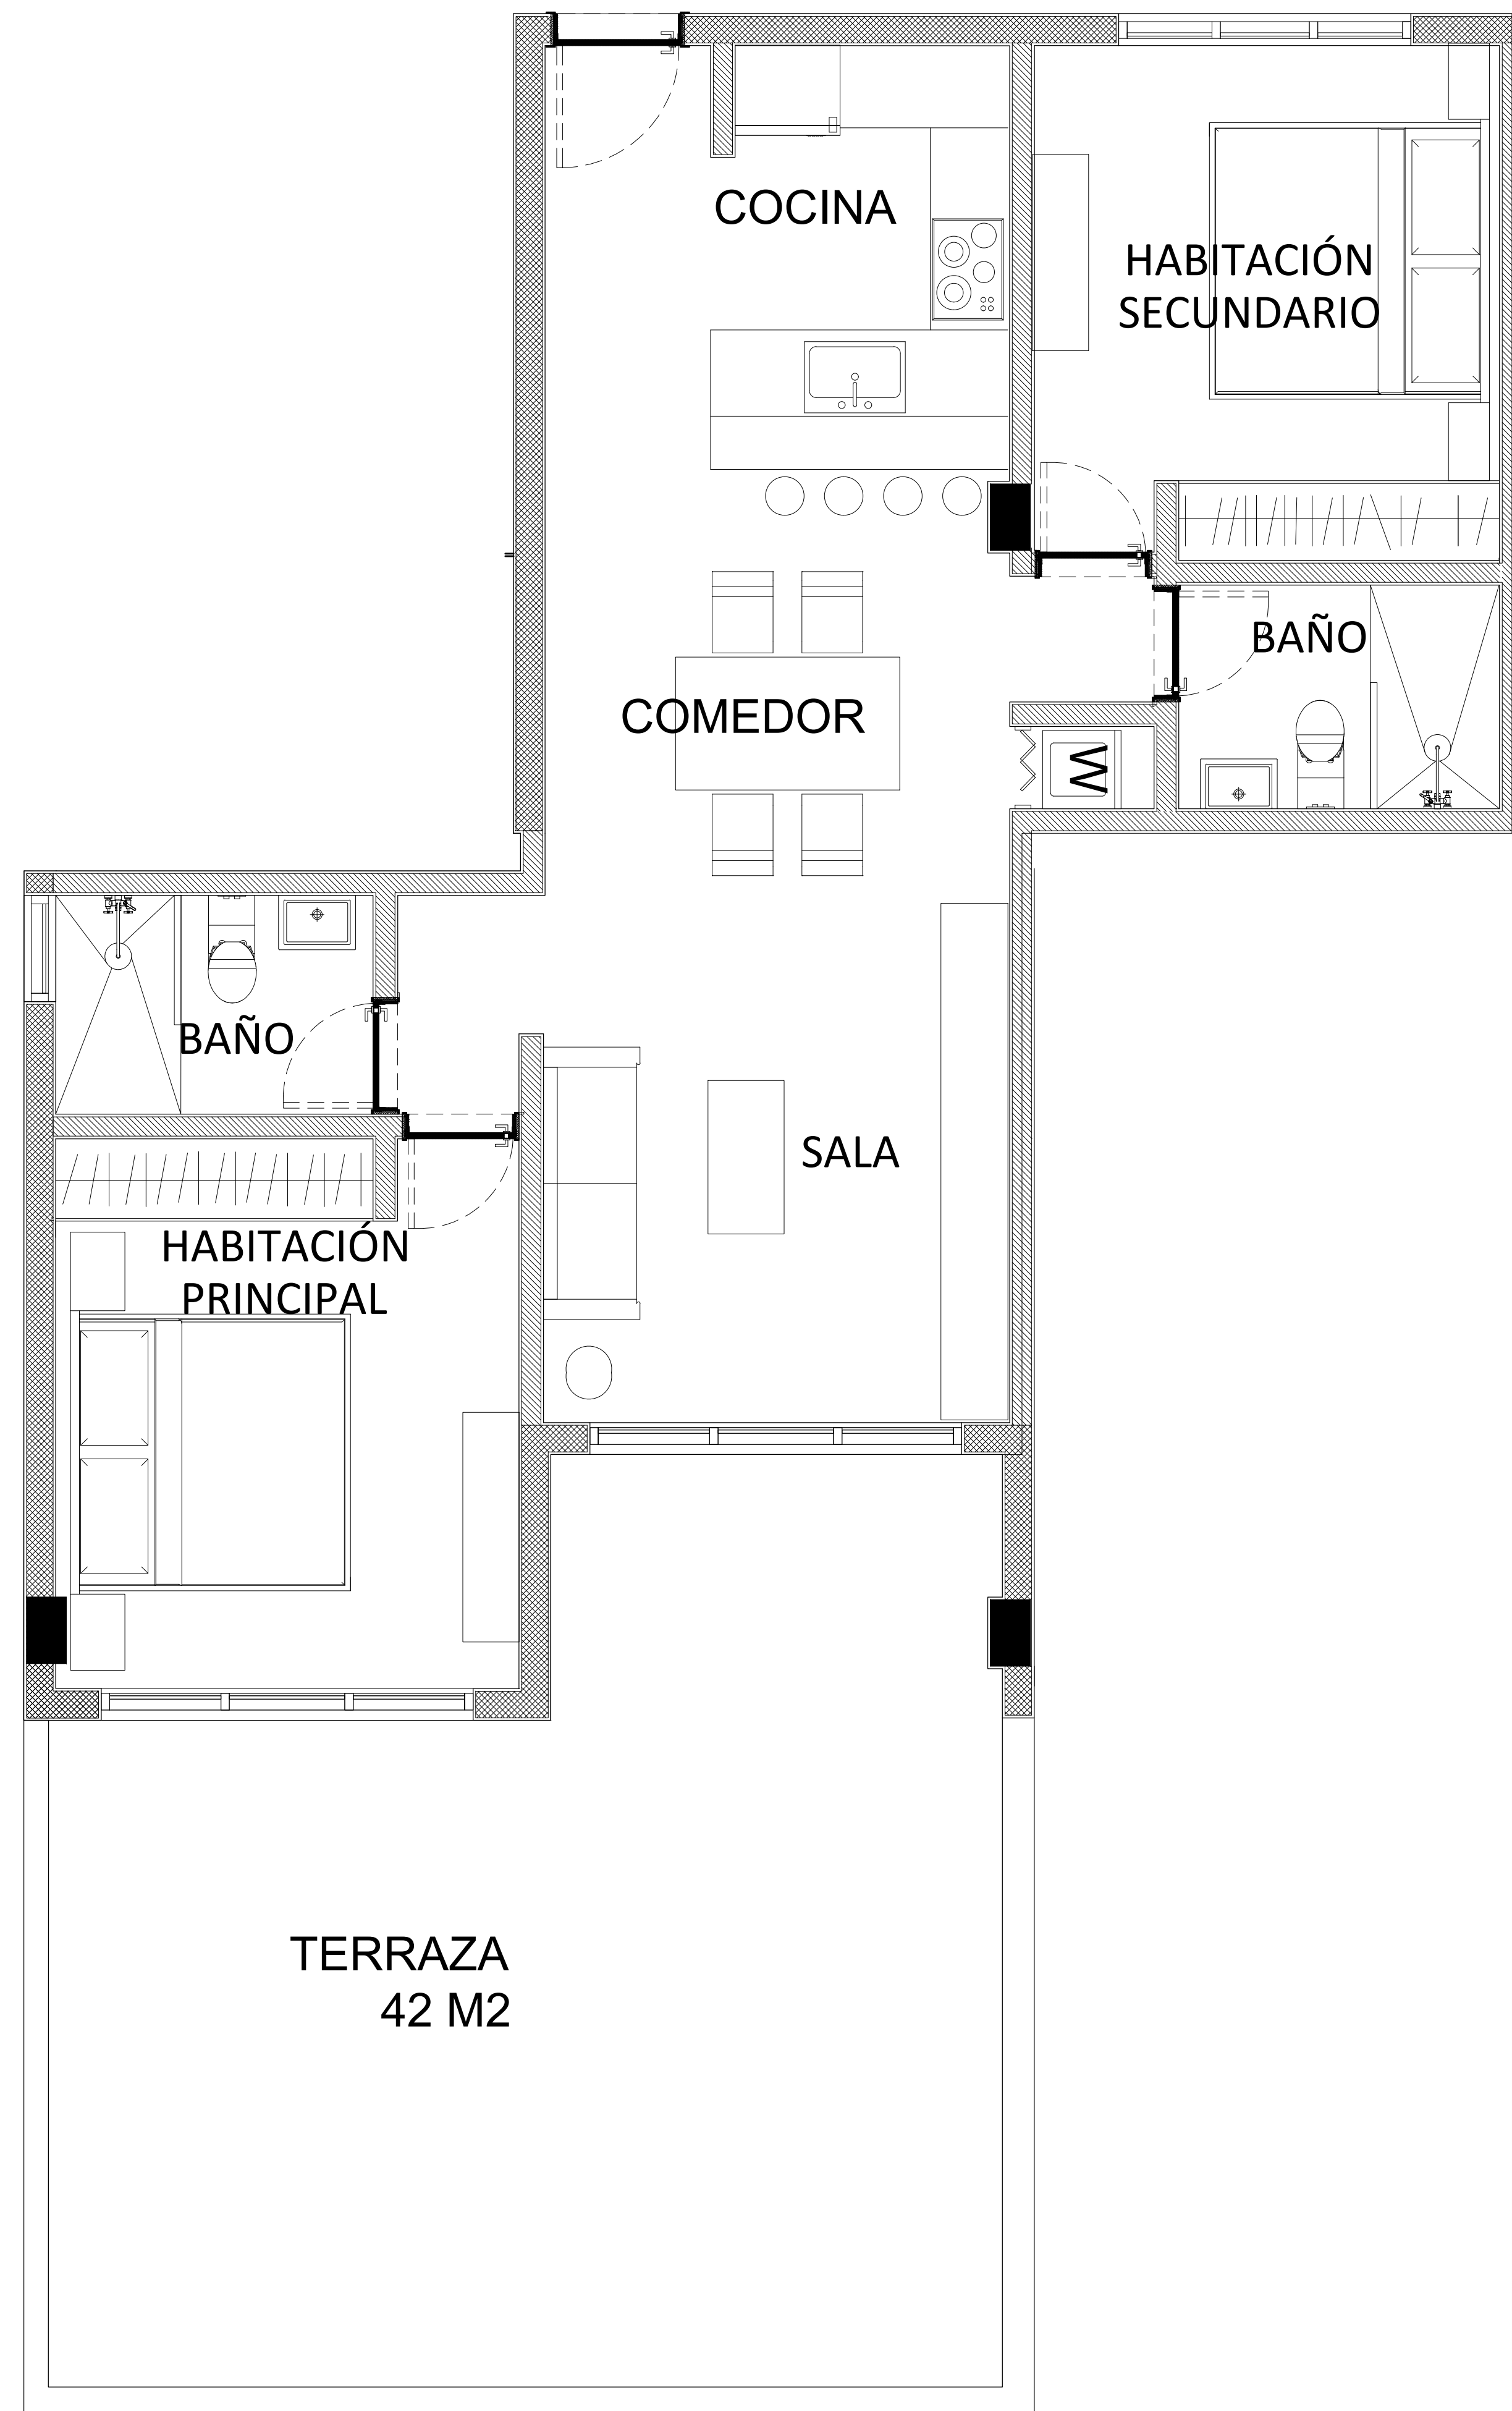 COCINA
HABITACIÓN
SECUNDARIO
BAÑO
COMEDOR
W
BAÑO
SALA
HABITACIÓN
PRINCIPAL
TERRAZA
42 M2